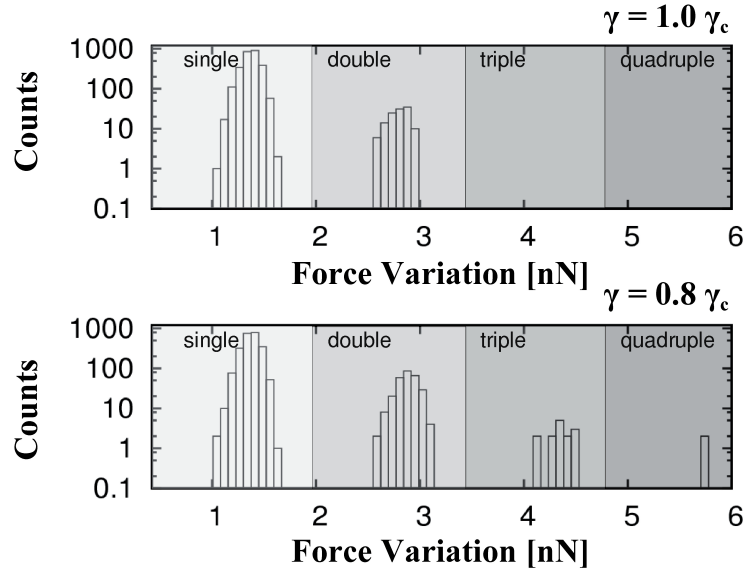 γ = 1.0 γc
1000
100
10
1
0.1
Counts
single double triple quadruple
1 2 3 4 5 6
Force Variation [nN]
γ = 0.8 γc
1000
100
10
1
0.1
Counts
single double triple quadruple
1 2 3 4 5 6
Force Variation [nN]